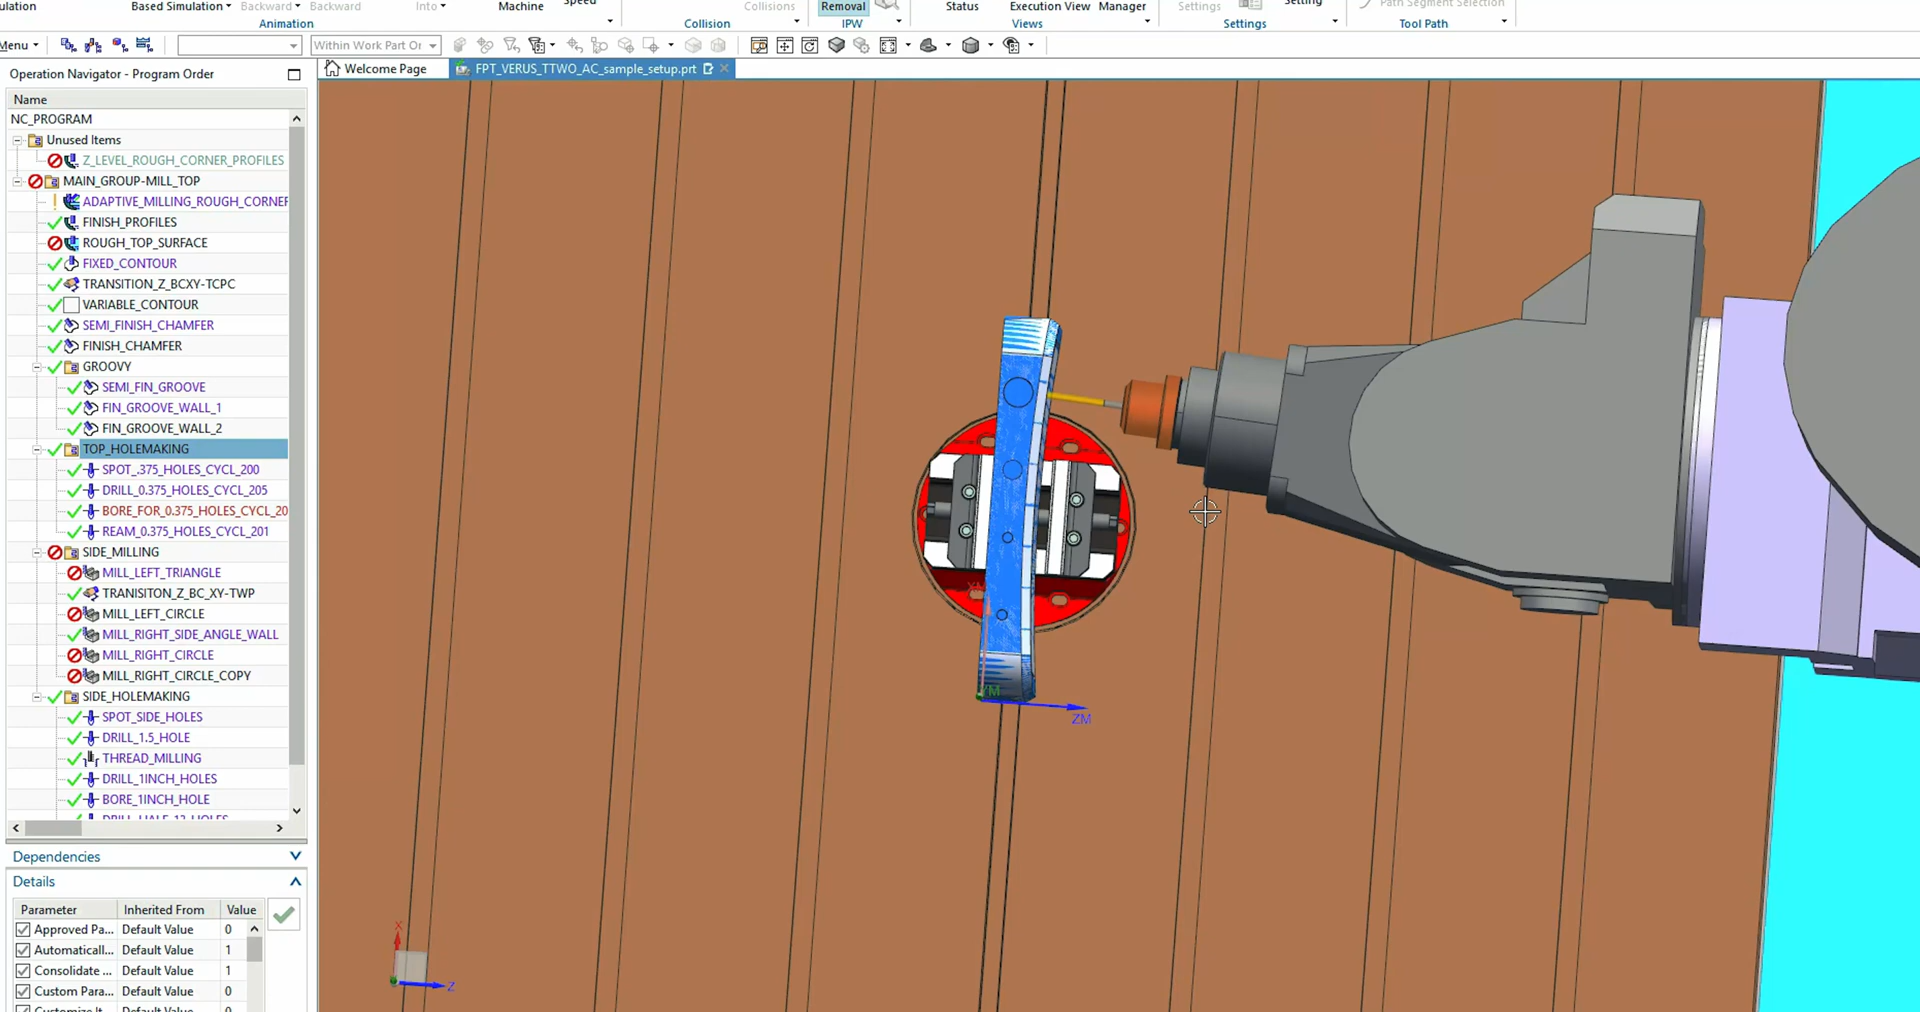 ulation
Based Simulation
Backward
Backward
Into
Machine
Speed
Collisions
Removal
Status
Execution View
Manager
Settings
Setting
Path Segment Selection
Animation
Collision
IPW
Views
Settings
Tool Path
Menu
Within Work Part Or
Operation Navigator - Program Order
Welcome Page
FPT_VERUS_TTWO_AC_sample_setup.prt
Name
NC_PROGRAM
Unused Items
Z_LEVEL_ROUGH_CORNER_PROFILES
MAIN_GROUP-MILL_TOP
ADAPTIVE_MILLING_ROUGH_CORNER
FINISH_PROFILES
ROUGH_TOP_SURFACE
FIXED_CONTOUR
TRANSITION_Z_BCXY-TCPC
VARIABLE_CONTOUR
SEMI_FINISH_CHAMFER
FINISH_CHAMFER
GROOVY
SEMI_FIN_GROOVE
FIN_GROOVE_WALL_1
FIN_GROOVE_WALL_2
TOP_HOLEMAKING
SPOT_.375_HOLES_CYCL_200
DRILL_0.375_HOLES_CYCL_205
BORE_FOR_0.375_HOLES_CYCL_20
REAM_0.375_HOLES_CYCL_201
SIDE_MILLING
MILL_LEFT_TRIANGLE
TRANISITON_Z_BC_XY-TWP
MILL_LEFT_CIRCLE
MILL_RIGHT_SIDE_ANGLE_WALL
MILL_RIGHT_CIRCLE
MILL_RIGHT_CIRCLE_COPY
SIDE_HOLEMAKING
SPOT_SIDE_HOLES
DRILL_1.5_HOLE
THREAD_MILLING
DRILL_1INCH_HOLES
BORE_1INCH_HOLE
XM
YM
ZM
Dependencies
Details
Parameter Inherited From Value
Approved Pa... Default Value 0
Automaticall... Default Value 1
Consolidate ... Default Value 1
Custom Para... Default Value 0
X
Z